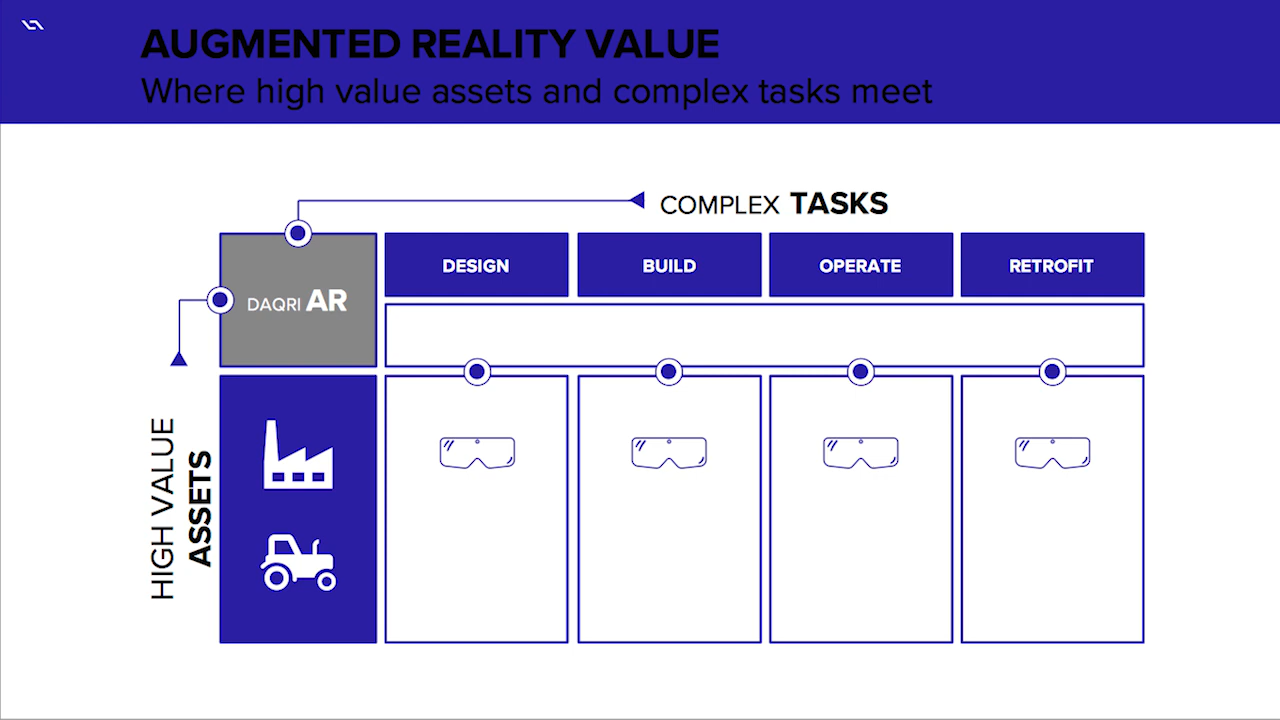 AUGMENTED REALITY VALUE
Where high value assets and complex tasks meet
COMPLEX TASKS
DAQRI AR
DESIGN
BUILD
OPERATE
RETROFIT
HIGH VALUE
ASSETS